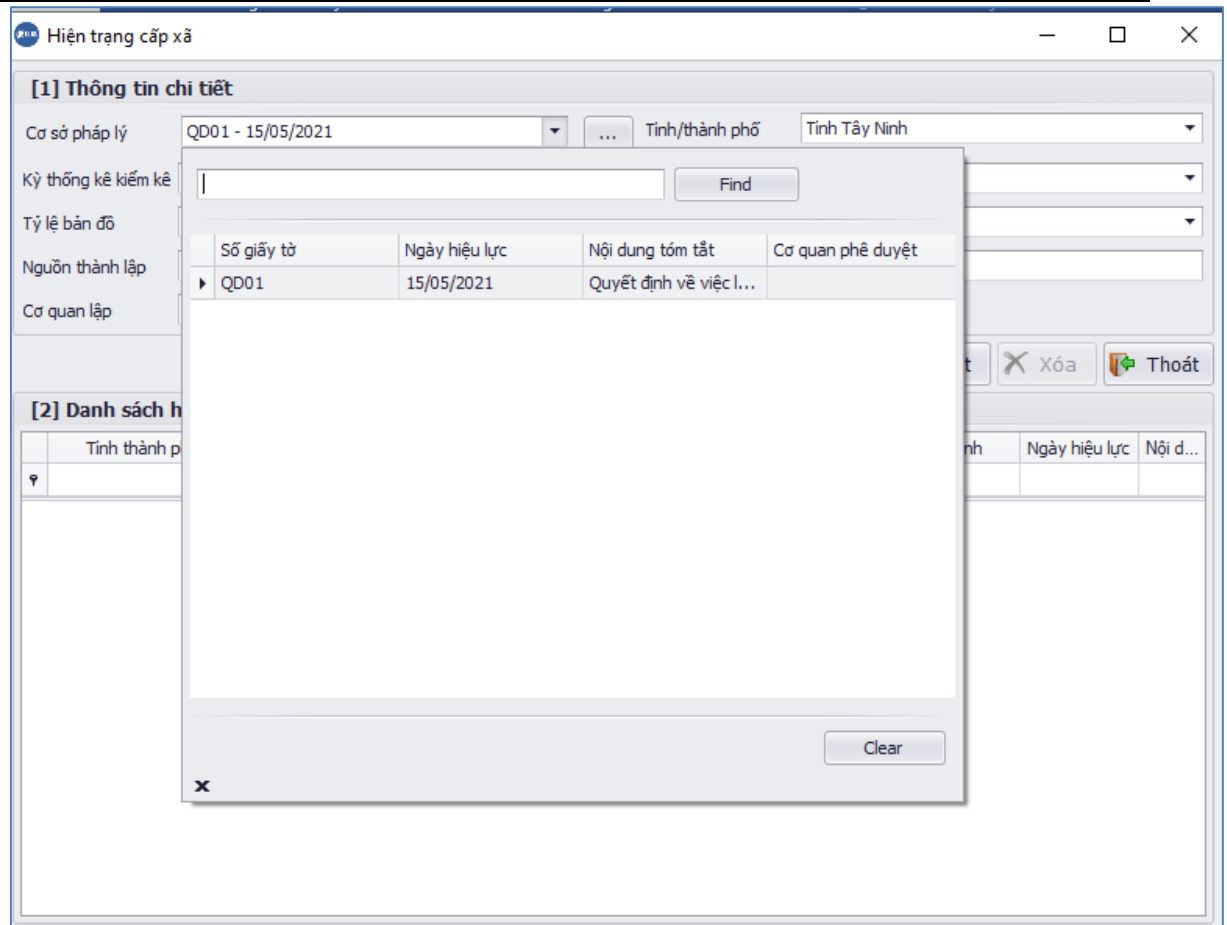 Hiện trạng cấp xã
[1] Thông tin chi tiết
Cơ sở pháp lý QD01 - 15/05/2021 ... Tỉnh/thành phố Tỉnh Tây Ninh
Kỳ thống kê kiểm kê
Find
Tỷ lệ bản đồ
Số giấy tờ Ngày hiệu lực Nội dung tóm tắt Cơ quan phê duyệt
Nguồn thành lập
QD01 15/05/2021 Quyết định về việc l...
Cơ quan lập
Xóa Thoát
[2] Danh sách h
Tỉnh thành p nh Ngày hiệu lực Nội d...
Clear
x